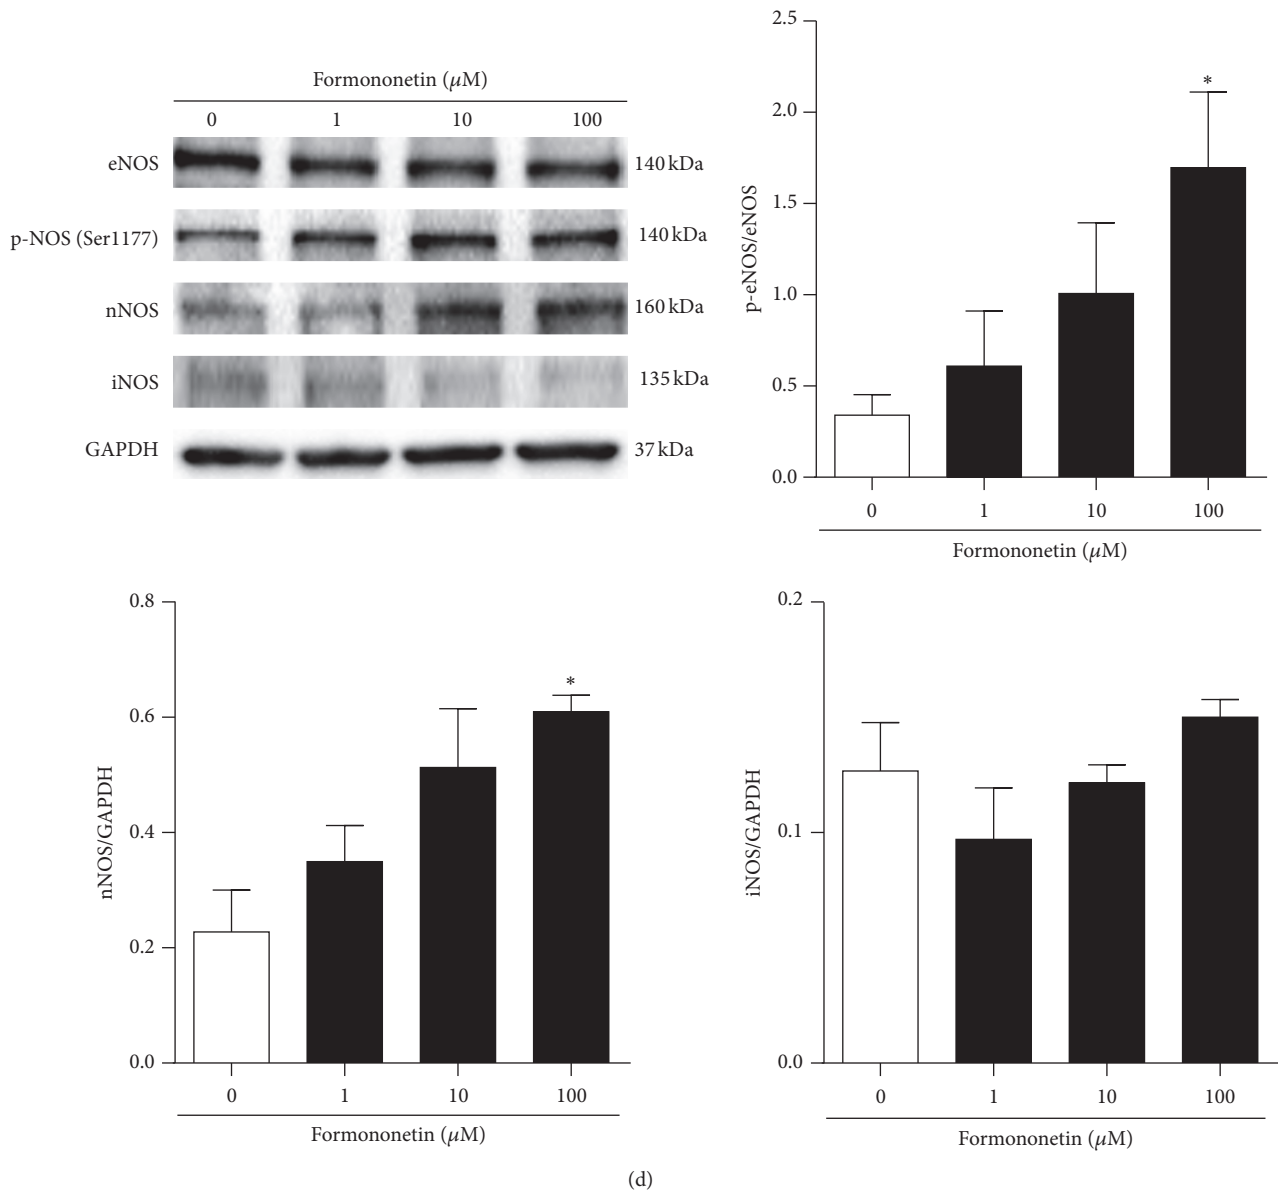 Formononetin (μM)
0 1 10 100
eNOS 140 kDa
p-NOS (Ser1177) 140 kDa
nNOS 160 kDa
iNOS 135 kDa
GAPDH 37 kDa
2.5
2.0
1.5
1.0
0.5
0.0
p-eNOS/eNOS
*
0 1 10 100
Formononetin (μM)
0.8
0.6
0.4
0.2
0.0
nNOS/GAPDH
*
0 1 10 100
Formononetin (μM)
0.2
0.1
0.0
iNOS/GAPDH
0 1 10 100
Formononetin (μM)
(d)